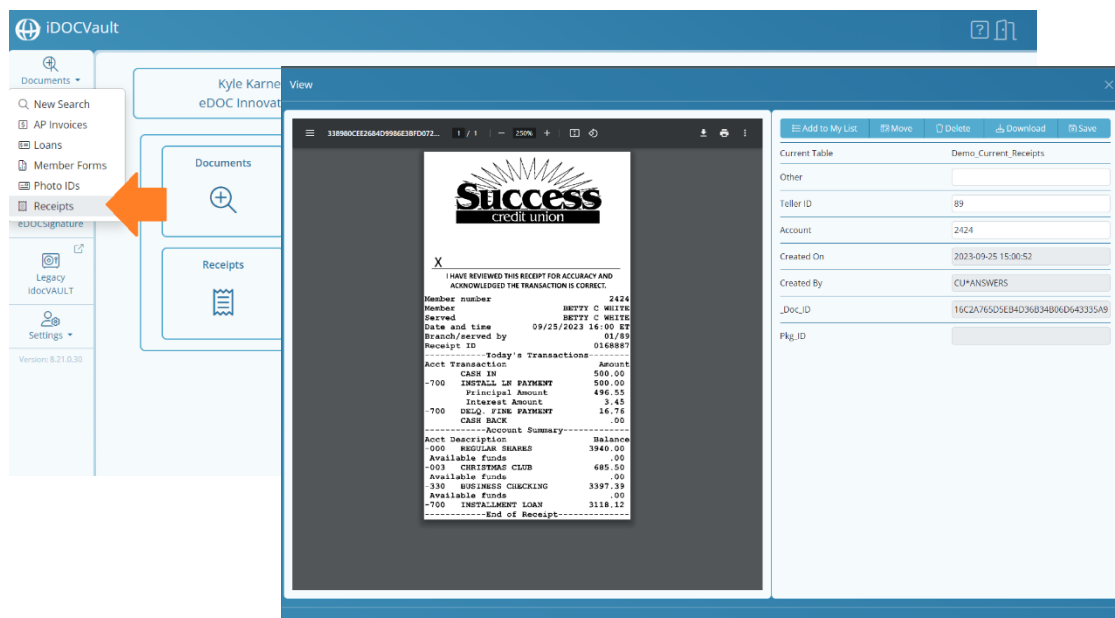 iDOCVault
Documents
New Search
AP Invoices
Loans
Member Forms
Photo IDs
Receipts
eDOCSignature
Legacy
idocVAULT
Settings
Version: 8.21.0.30
Kyle Karne
eDOC Innovat
Documents
Receipts
View
338980CEE2684D9986E3BFD072... 1 / 1 — 250% +
Success
credit union
X
I HAVE REVIEWED THIS RECEIPT FOR ACCURACY AND
ACKNOWLEDGED THE TRANSACTION IS CORRECT.
Member number 2424
Member BETTY C WHITE
Served BETTY C WHITE
Date and time 09/25/2023 16:00 ET
Branch/served by 01/89
Receipt ID 0168887
------------Today's Transactions--------
Acct Transaction Amount
CASH IN 500.00
-700 INSTALL LN PAYMENT 500.00
Principal Amount 496.55
Interest Amount 3.45
-700 DELQ. FINE PAYMENT 16.76
CASH BACK .00
------------Account Summary-------------
Acct Description Balance
-000 REGULAR SHARES 3940.00
Available funds .00
-003 CHRISTMAS CLUB 685.50
Available funds .00
-330 BUSINESS CHECKING 3397.39
Available funds .00
-700 INSTALLMENT LOAN 3118.12
------------End of Receipt--------------
Add to My List Move Delete Download Save
Current Table Demo_Current_Receipts
Other
Teller ID 89
Account 2424
Created On 2023-09-25 15:00:52
Created By CU*ANSWERS
_Doc_ID 16C2A765D5EB4D36B34B06D643335A9
Pkg_ID